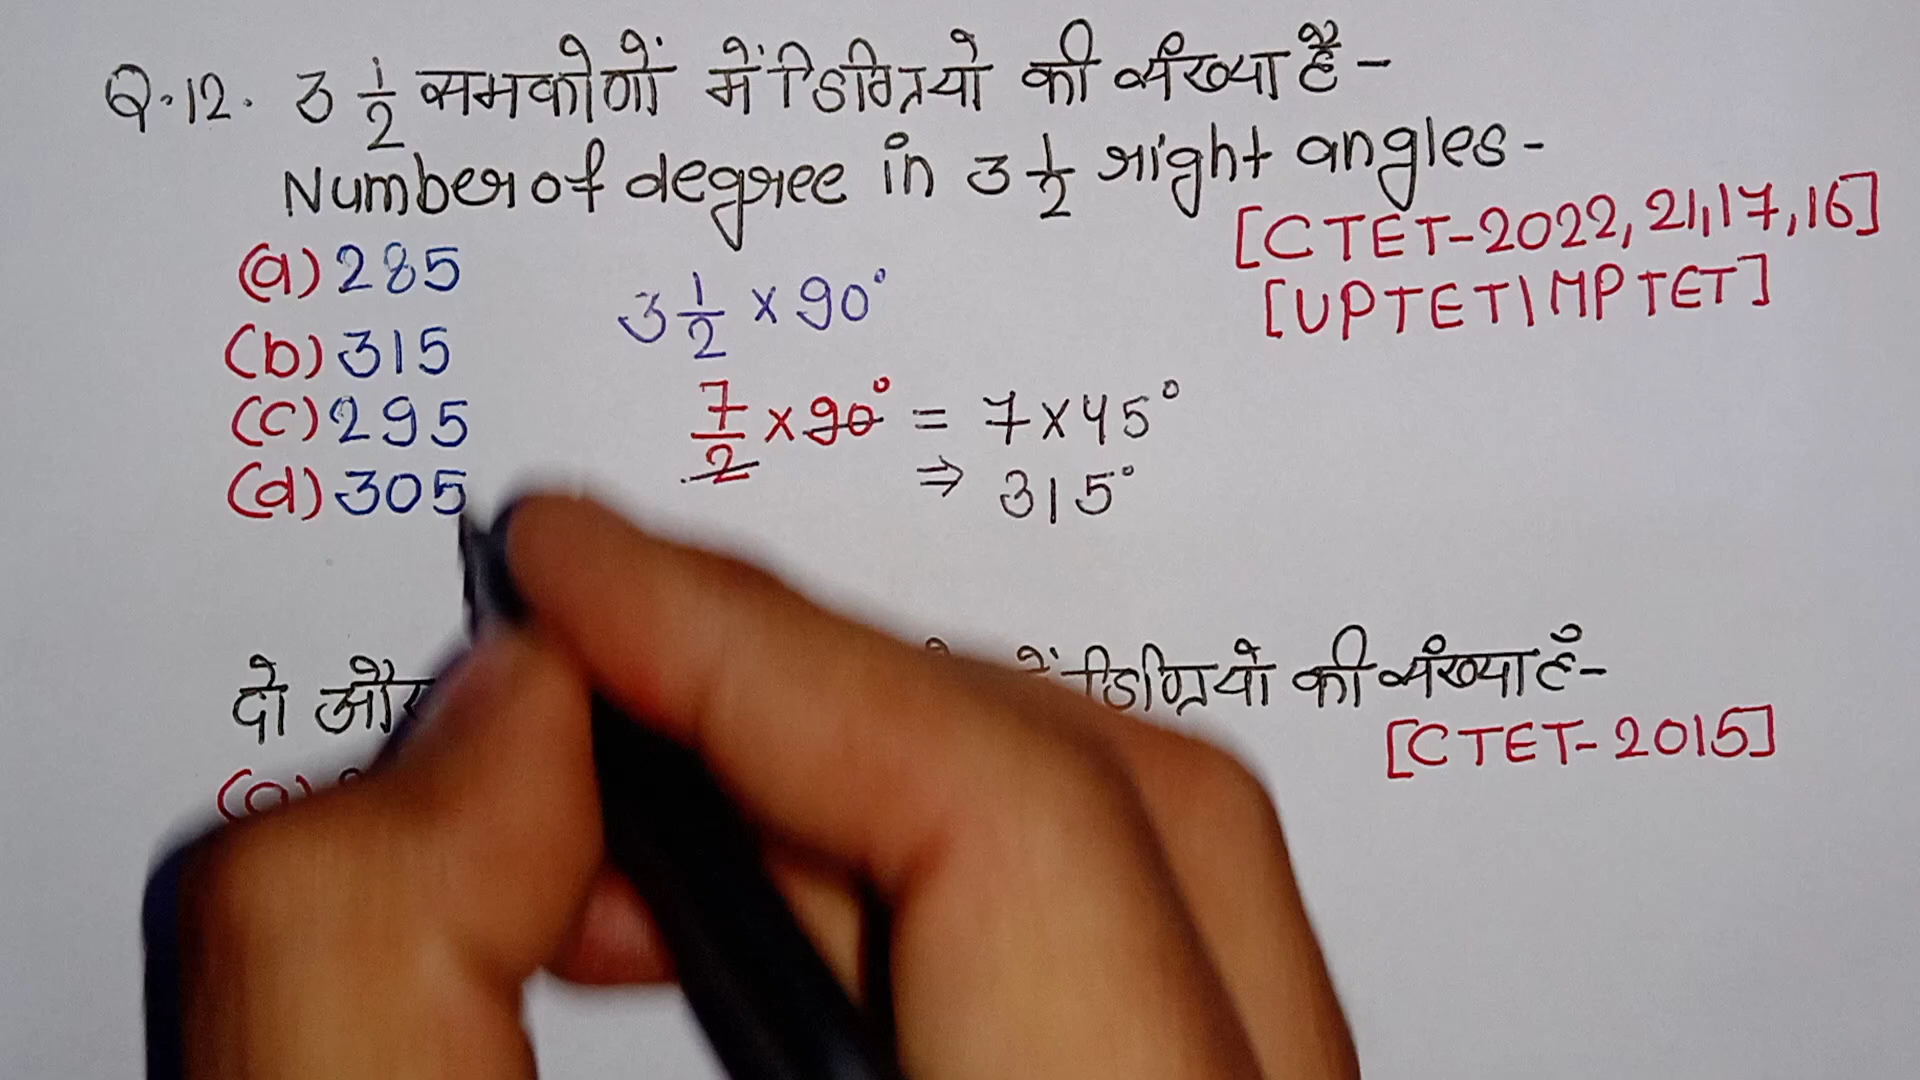 Q.12. 3 1/2 समकोणों में डिग्रियो की संख्या है -
Number of degree in 3 1/2 right angles -
[CTET-2022, 21, 17, 16]
[UPTET| MPTET]
(a) 285
(b) 315
(c) 295
(d) 305
3 1/2 × 90°
7/2 × 90° = 7 × 45°
⇒ 315°
दो और में डिग्रियो की संख्या है -
[CTET-2015]
(a)